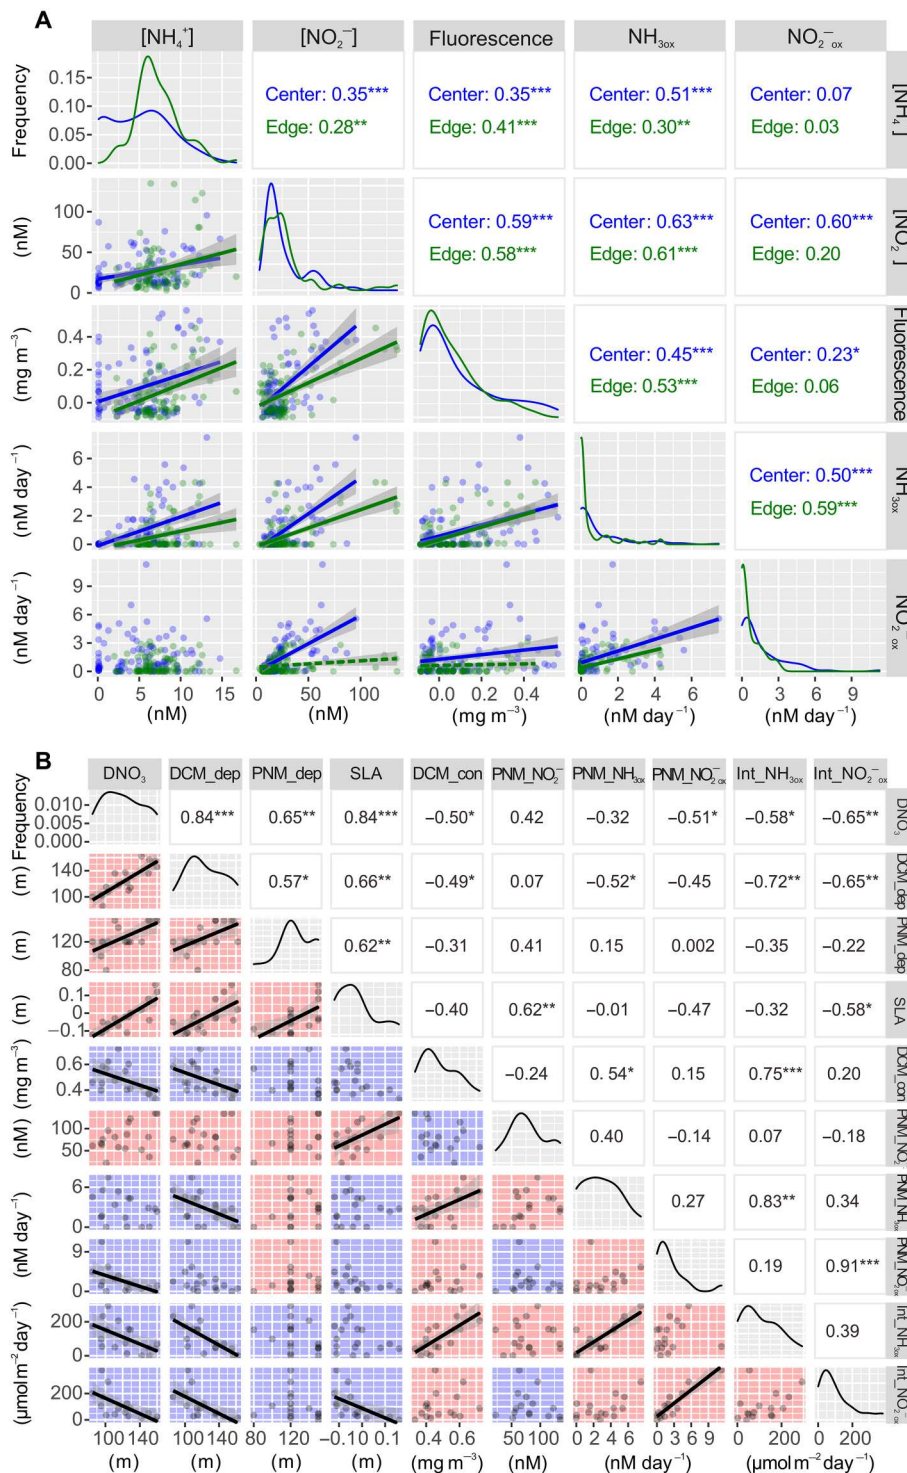 A
[NH₄⁺] [NO₂⁻] Fluorescence NH₃ox NO₂⁻ox
Frequency
0.15
0.10
0.05
0.00
Center: 0.35*** Center: 0.35*** Center: 0.51*** Center: 0.07
Edge: 0.28** Edge: 0.41*** Edge: 0.30** Edge: 0.03
[NH₄⁺]
(nM)
100
50
0
Center: 0.59*** Center: 0.63*** Center: 0.60***
Edge: 0.58*** Edge: 0.61*** Edge: 0.20
[NO₂⁻]
(mg m⁻³)
0.4
0.2
0.0
Center: 0.45*** Center: 0.23*
Edge: 0.53*** Edge: 0.06
Fluorescence
(nM day⁻¹)
6
4
2
0
Center: 0.50***
Edge: 0.59***
NH₃ox
(nM day⁻¹)
9
6
3
0
NO₂⁻ox
0 5 10 15 0 50 100 0.0 0.2 0.4 0 2 4 6 0 3 6 9
(nM) (nM) (mg m⁻³) (nM day⁻¹) (nM day⁻¹)
B
DNO₃ DCM_dep PNM_dep SLA DCM_con PNM_NO₂⁻ PNM_NH₃ox PNM_NO₂⁻ox Int_NH₃ox Int_NO₂⁻ox
Frequency
0.010
0.005
0.000
0.84*** 0.65** 0.84*** −0.50* 0.42 −0.32 −0.51* −0.58* −0.65**
DNO₃
(m)
140
100
0.57* 0.66** −0.49* 0.07 −0.52* −0.45 −0.72** −0.65**
DCM_dep
(m)
120
80
0.62** −0.31 0.41 0.15 0.002 −0.35 −0.22
PNM_dep
(m)
0.1
−0.1
−0.40 0.62** −0.01 −0.47 −0.32 −0.58*
SLA
(mg m⁻³)
0.6
0.4
−0.24 0. 54* 0.15 0.75*** 0.20
DCM_con
(nM)
100
50
0.40 −0.14 0.07 −0.18
PNM_NO₂⁻
(nM day⁻¹)
6
0
0.27 0.83** 0.34
PNM_NH₃ox
(nM day⁻¹)
9
0
0.19 0.91***
PNM_NO₂⁻ox
(μmol m⁻² day⁻¹)
200
0
0.39
Int_NH₃ox
200
0
Int_NO₂⁻ox
100 140 100 140 80 120 −0.10 0.1 0.4 0.6 50 100 0 2 4 6 0 3 6 9 0 200 0 200
(m) (m) (m) (m) (mg m⁻³) (nM) (nM day⁻¹) (μmol m⁻² day⁻¹)